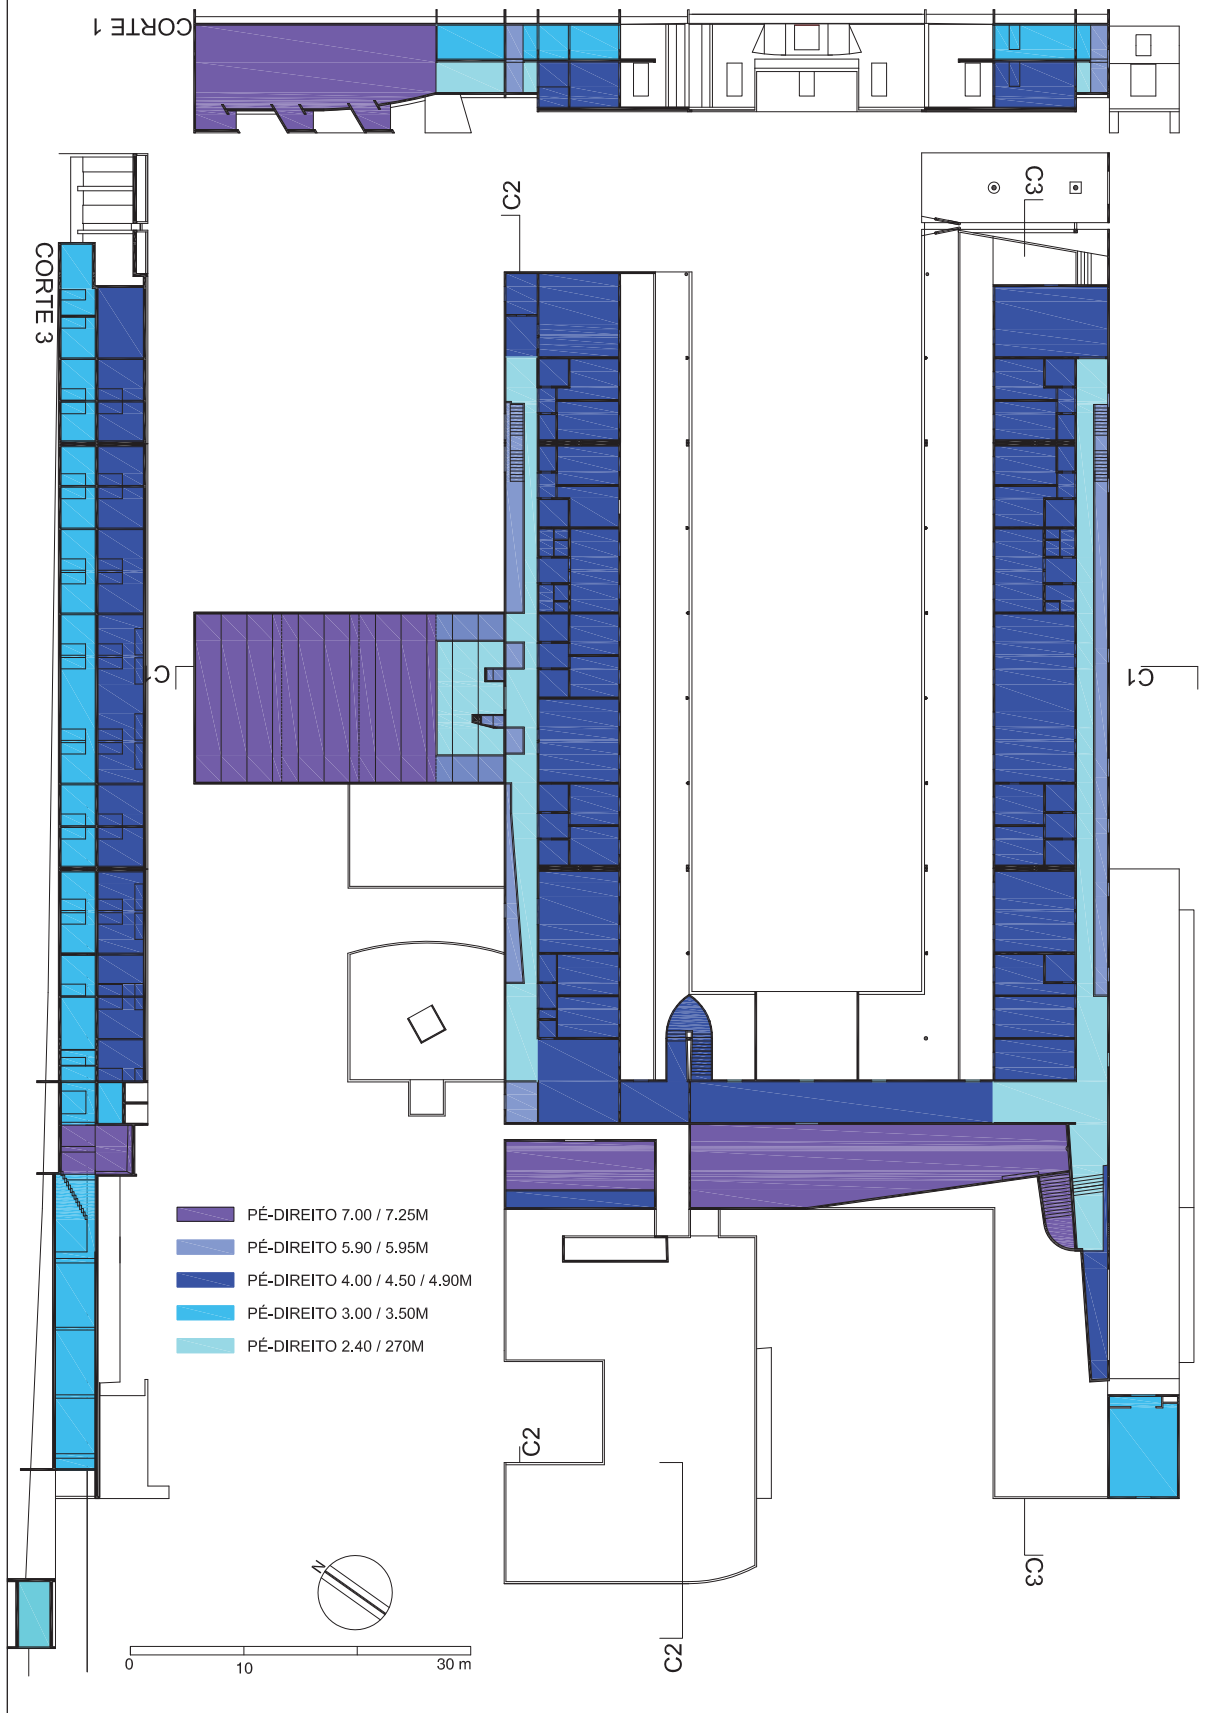 CORTE 1
C2
C3
CORTE 3
C1
C1
PÉ-DIREITO 7.00 / 7.25M
PÉ-DIREITO 5.90 / 5.95M
PÉ-DIREITO 4.00 / 4.50 / 4.90M
PÉ-DIREITO 3.00 / 3.50M
PÉ-DIREITO 2.40 / 270M
C2
N
C3
C2
0 10 30 m